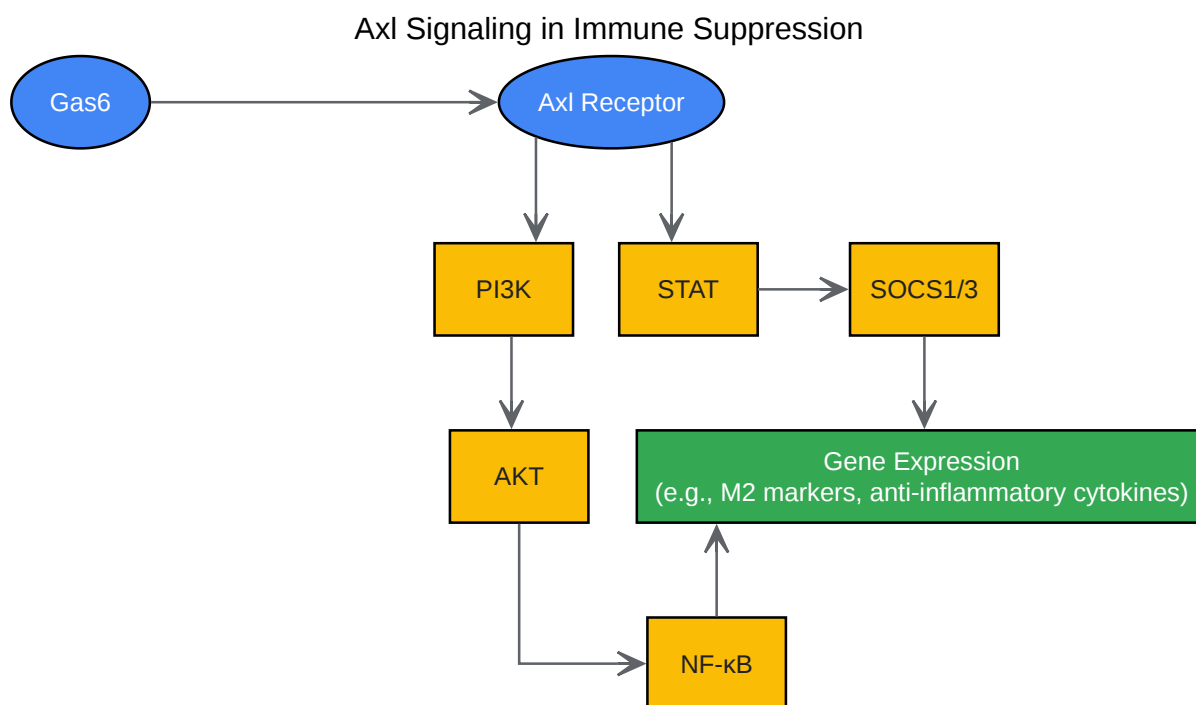 Axl Signaling in Immune Suppression
Gas6
Axl Receptor
PI3K
STAT
SOCS1/3
AKT
Gene Expression
(e.g., M2 markers, anti-inflammatory cytokines)
NF-κB